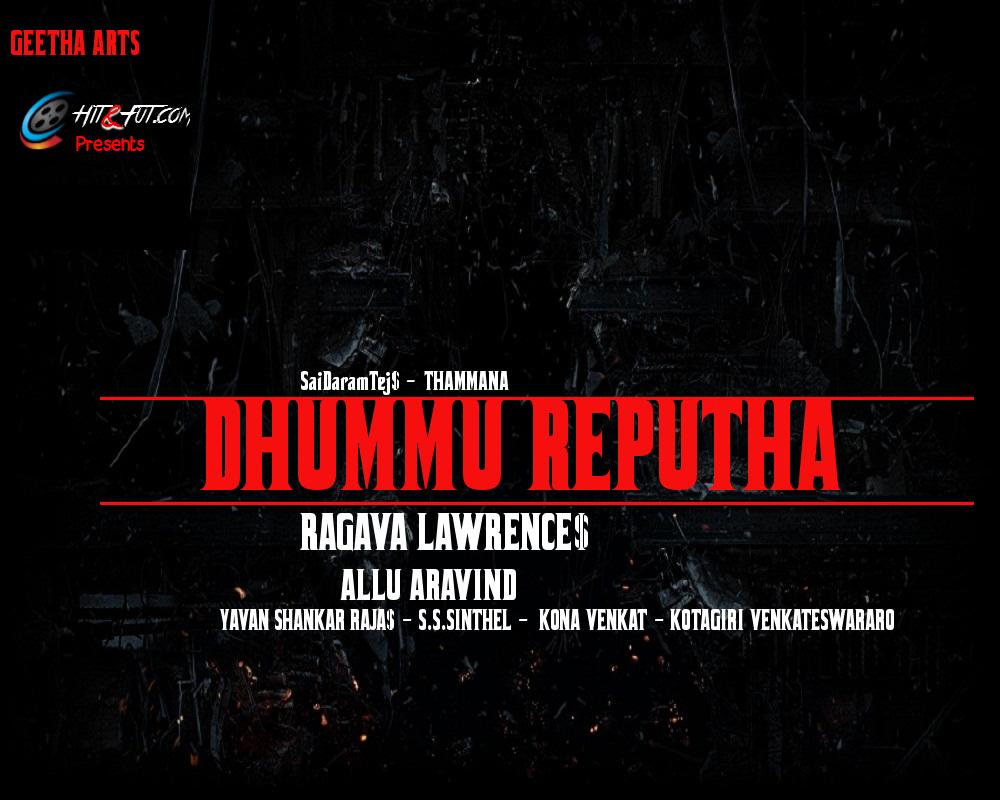 GEETHA ARTS
HIT&FUT.COM
Presents
SaiDaramTej$ - THAMMANA
DHUMMU REPUTHA
RAGAVA LAWRENCE$
ALLU ARAVIND
YAVAN SHANKAR RAJA$ - S.S.SINTHEL - KONA VENKAT - KOTAGIRI VENKATESWARARO